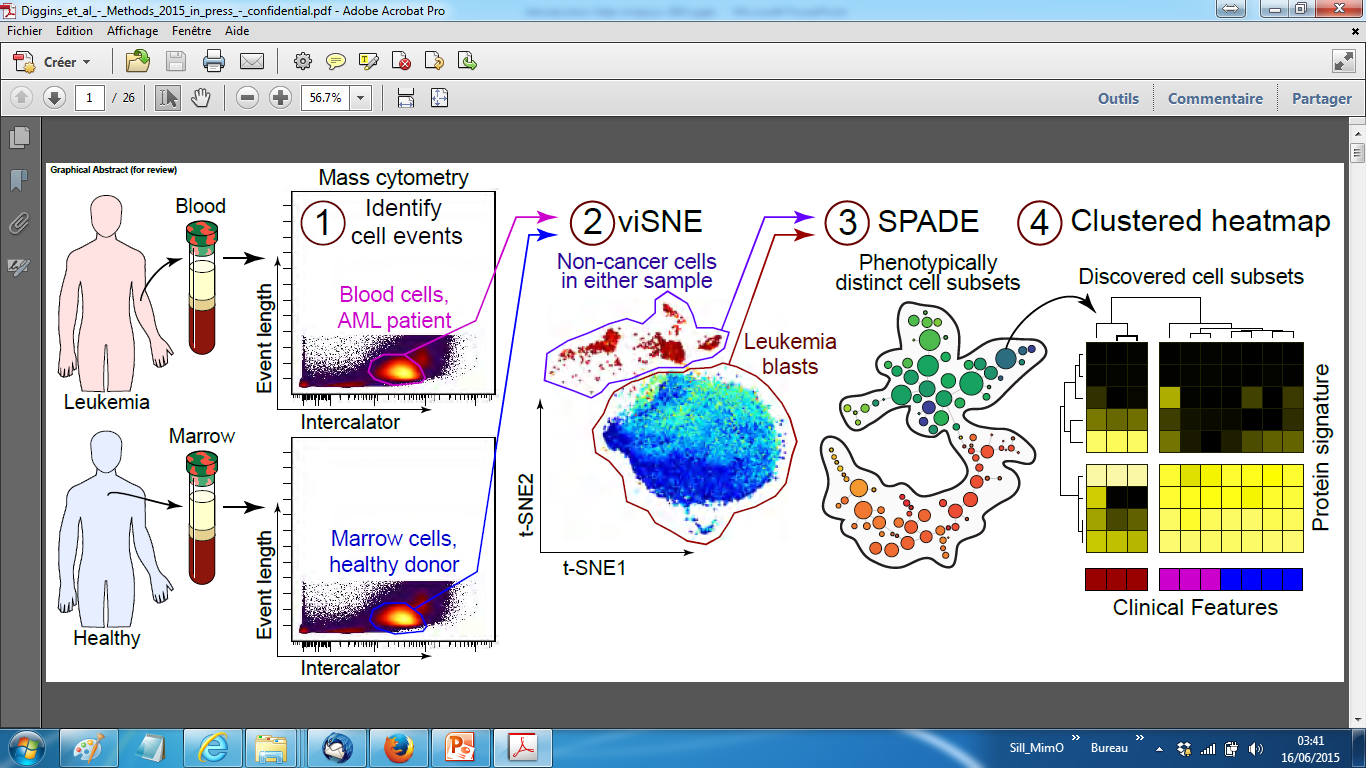 Diggins_et_al_-_Methods_2015_in_press_-_confidential.pdf - Adobe Acrobat Pro
Fichier Edition Affichage Fenêtre Aide
Créer
1 / 26 56.7% Outils Commentaire Partager
Graphical Abstract (for review)
Mass cytometry
Blood
1 Identify
cell events
2 viSNE
3 SPADE
4 Clustered heatmap
Non-cancer cells
in either sample
Phenotypically
distinct cell subsets
Discovered cell subsets
Blood cells,
AML patient
Event length
Intercalator
Leukemia
Leukemia
blasts
Protein signature
Marrow
Marrow cells,
healthy donor
Event length
Intercalator
Healthy
t-SNE2
t-SNE1
Clinical Features
Sill_MimO » Bureau » 03:41
16/06/2015